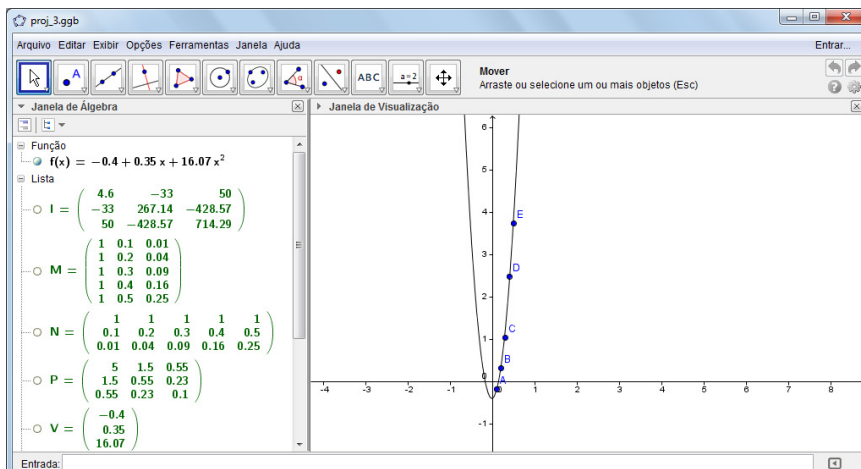 proj_3.ggb
Arquivo Editar Exibir Opções Ferramentas Janela Ajuda Entrar...
A α ABC a=2 Mover
Arraste ou selecione um ou mais objetos (Esc)
Janela de Álgebra
Janela de Visualização
Função
f(x) = −0.4 + 0.35 x + 16.07 x²
Lista
I = ( 4.6 −33 50
−33 267.14 −428.57
50 −428.57 714.29 )
M = ( 1 0.1 0.01
1 0.2 0.04
1 0.3 0.09
1 0.4 0.16
1 0.5 0.25 )
N = ( 1 1 1 1 1
0.1 0.2 0.3 0.4 0.5
0.01 0.04 0.09 0.16 0.25 )
P = ( 5 1.5 0.55
1.5 0.55 0.23
0.55 0.23 0.1 )
V = ( −0.4
0.35
16.07 )
6
5
4
3
2
1
0
-1
E
D
C
B
A
-4 -3 -2 -1 0 1 2 3 4 5 6 7 8
Entrada: